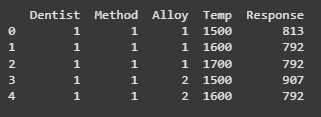 Dentist Method Alloy Temp Response
0 1 1 1 1500 813
1 1 1 1 1600 792
2 1 1 1 1700 792
3 1 1 2 1500 907
4 1 1 2 1600 792